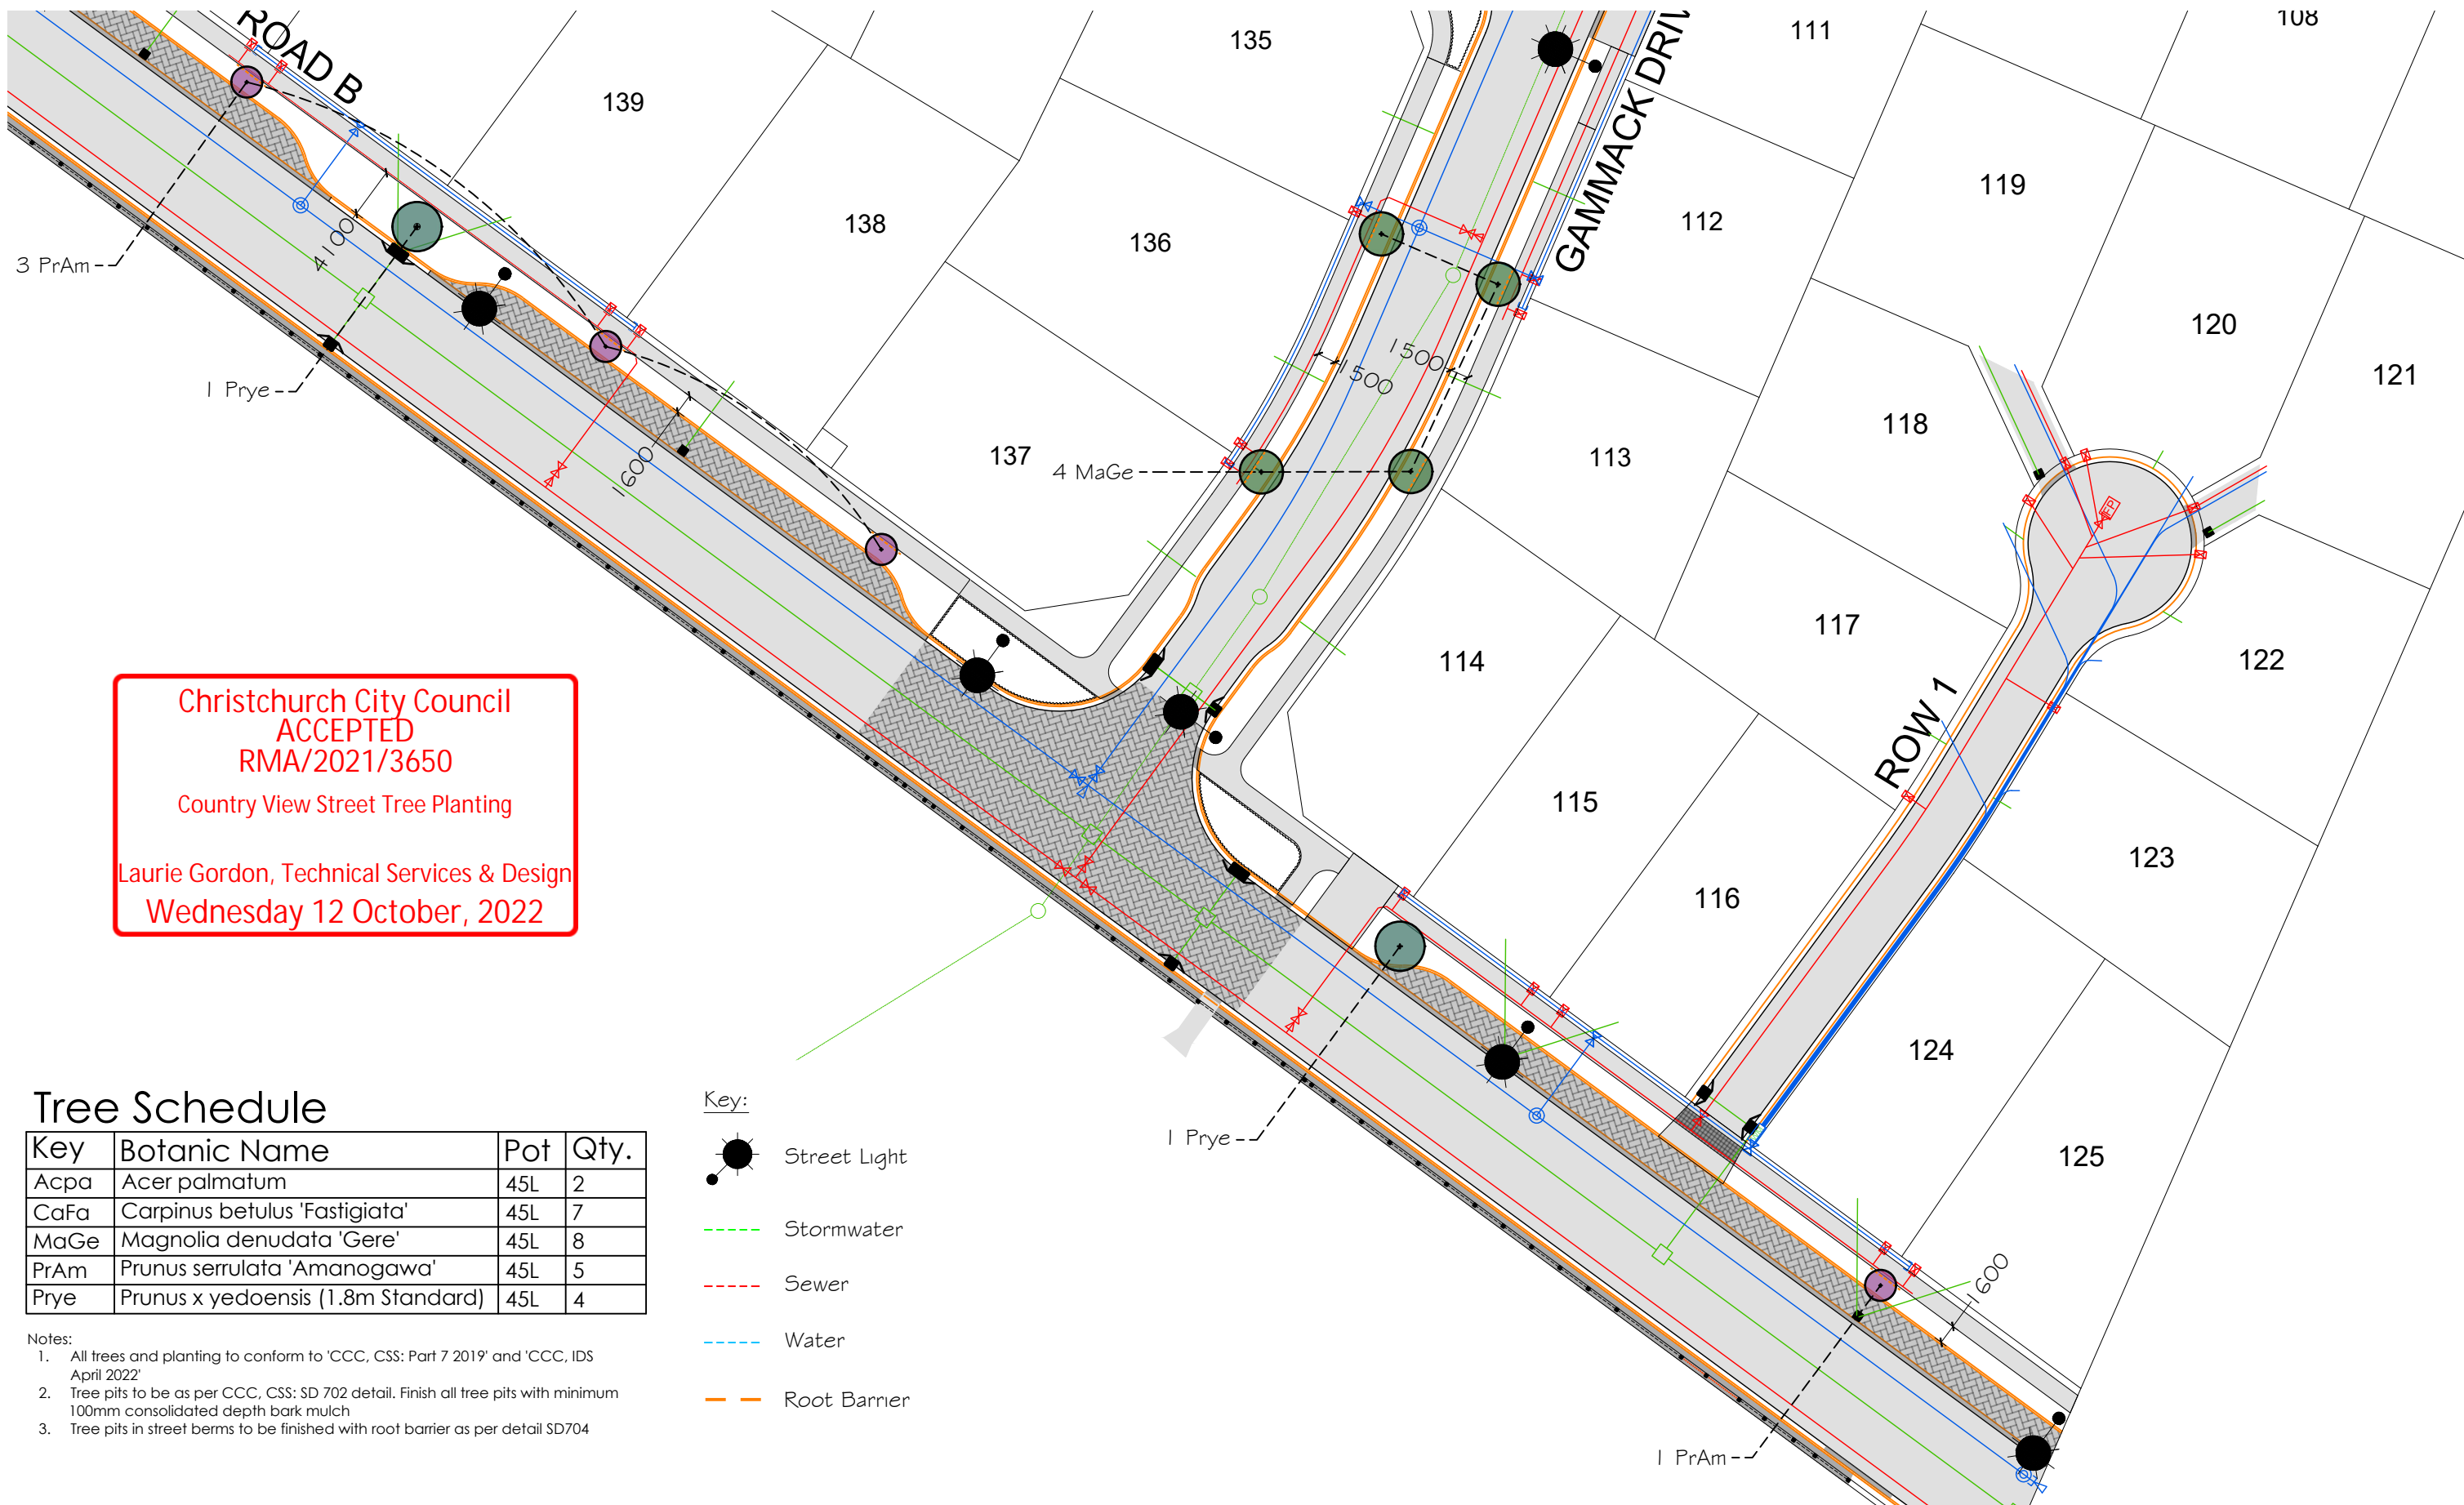 108
135
111
ROAD B
GAMMACK DRIV
139
119
138
136
112
4100
3 PrAm
120
1500
1500
121
1 Prye
118
137
4 MaGe
113
1600
FP
117
114
122
Christchurch City Council
ACCEPTED
RMA/2021/3650
Country View Street Tree Planting
Laurie Gordon, Technical Services & Design
Wednesday 12 October, 2022
ROW 1
115
123
116
124
Tree Schedule
Key Botanic Name Pot Qty.
Acpa Acer palmatum 45L 2
CaFa Carpinus betulus 'Fastigiata' 45L 7
MaGe Magnolia denudata 'Gere' 45L 8
PrAm Prunus serrulata 'Amanogawa' 45L 5
Prye Prunus x yedoensis (1.8m Standard) 45L 4
Key:
Street Light
Stormwater
Sewer
Water
Root Barrier
1 Prye
125
1600
1 PrAm
Notes:
1. All trees and planting to conform to 'CCC, CSS: Part 7 2019' and 'CCC, IDS
April 2022'
2. Tree pits to be as per CCC, CSS: SD 702 detail. Finish all tree pits with minimum
100mm consolidated depth bark mulch
3. Tree pits in street berms to be finished with root barrier as per detail SD704